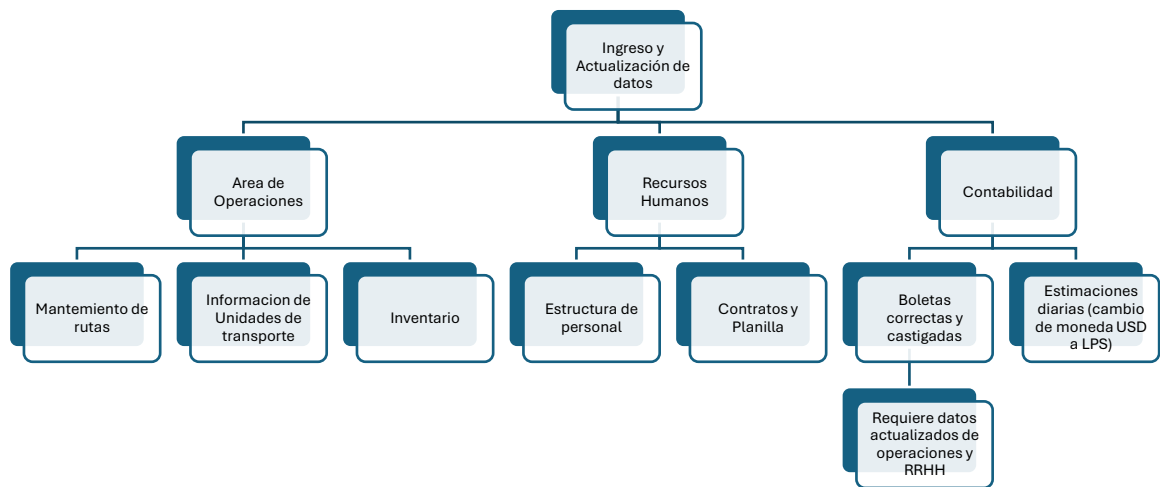 Ingreso y
Actualización de
datos
Area de
Operaciones
Recursos
Humanos
Contabilidad
Mantemiento de
rutas
Informacion de
Unidades de
transporte
Inventario
Estructura de
personal
Contratos y
Planilla
Boletas
correctas y
castigadas
Estimaciones
diarias (cambio
de moneda USD
a LPS)
Requiere datos
actualizados de
operaciones y
RRHH